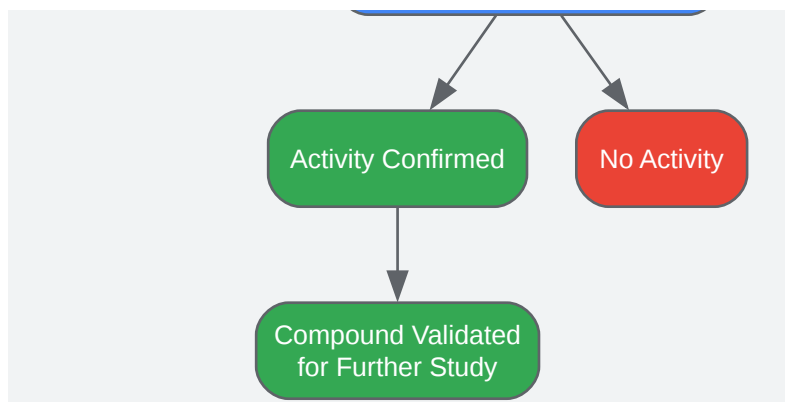 Activity Confirmed
No Activity
Compound Validated
for Further Study